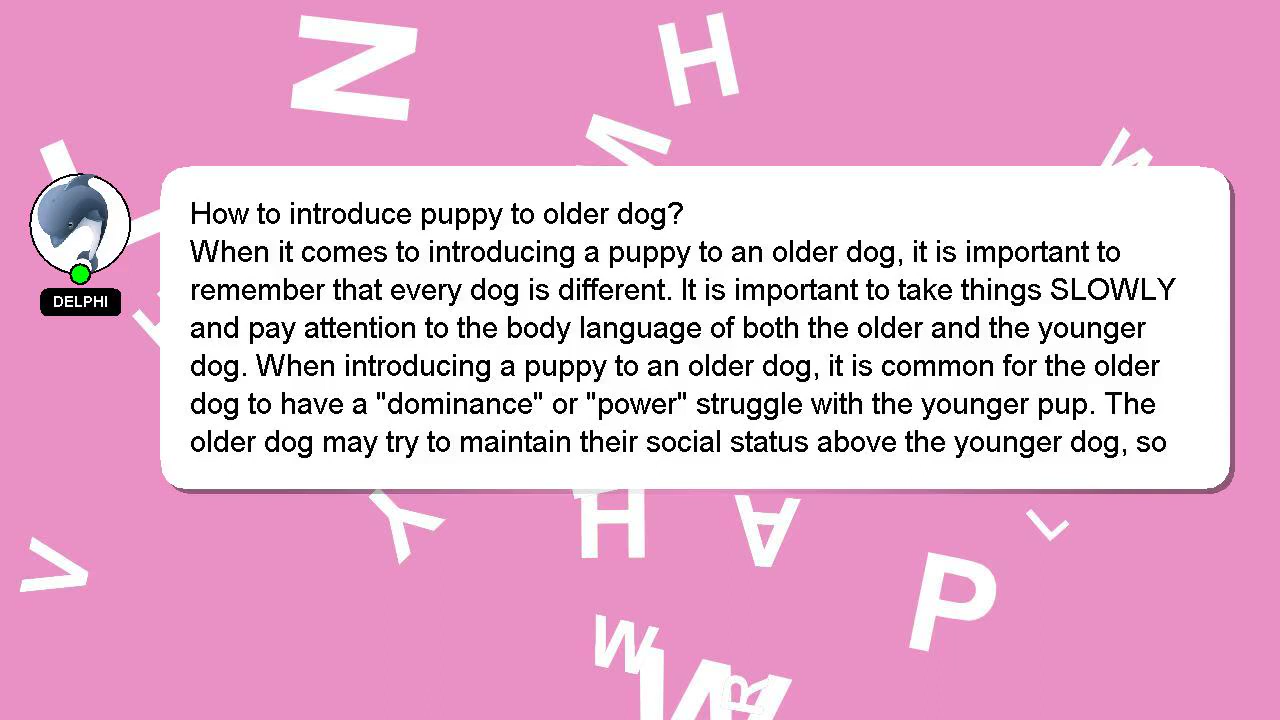 N
H
N
W
How to introduce puppy to older dog?
When it comes to introducing a puppy to an older dog, it is important to
remember that every dog is different. It is important to take things SLOWLY
and pay attention to the body language of both the older and the younger
dog. When introducing a puppy to an older dog, it is common for the older
dog to have a "dominance" or "power" struggle with the younger pup. The
older dog may try to maintain their social status above the younger dog, so
DELPHI
Y
H
A
L
V
P
W
W
R